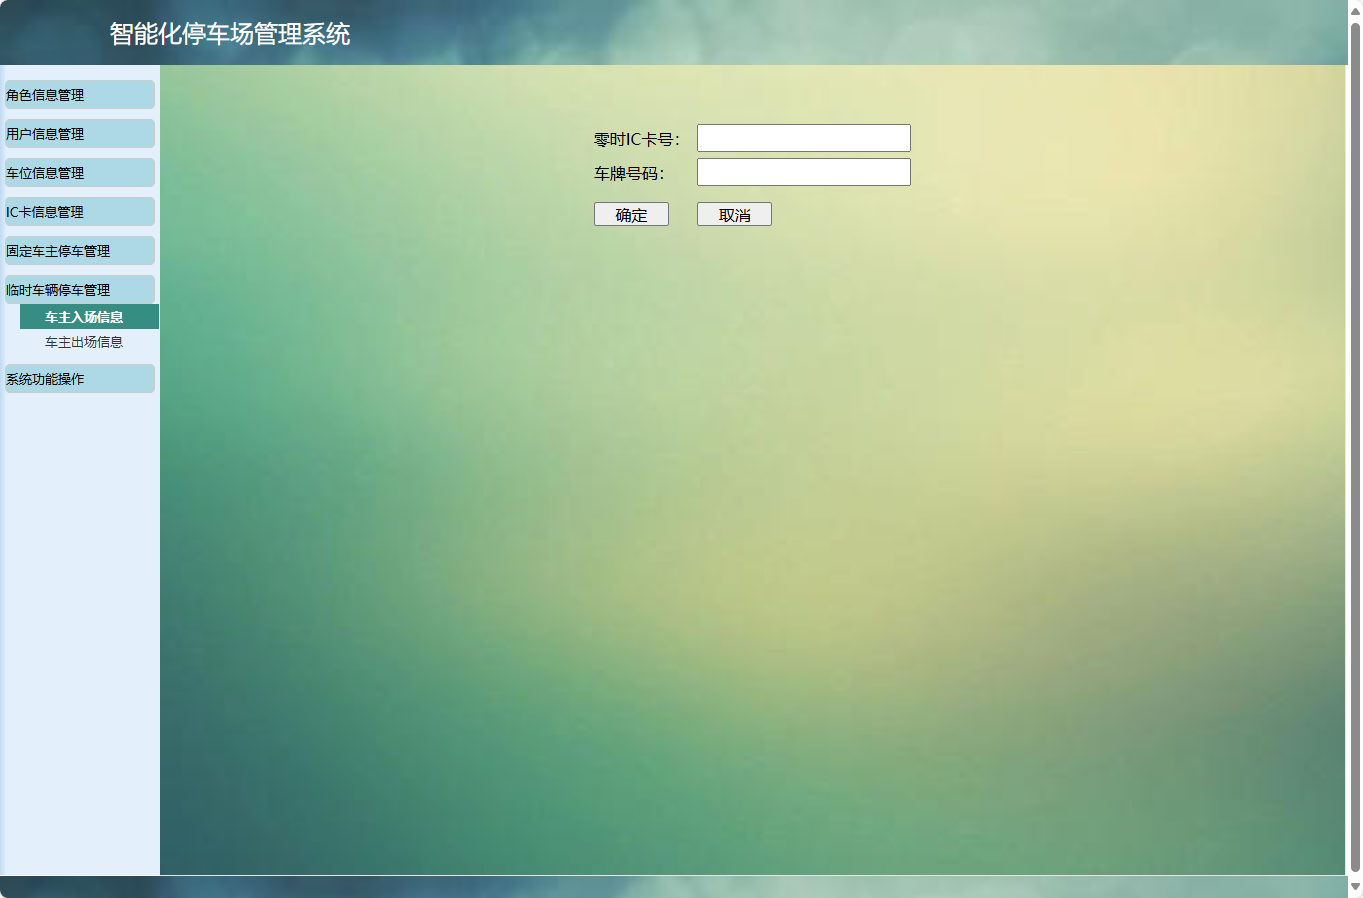 智能化停车场管理系统
角色信息管理
用户信息管理
车位信息管理
IC卡信息管理
固定车主停车管理
临时车辆停车管理
车主入场信息
车主出场信息
系统功能操作
零时IC卡号：
车牌号码：
确定 取消